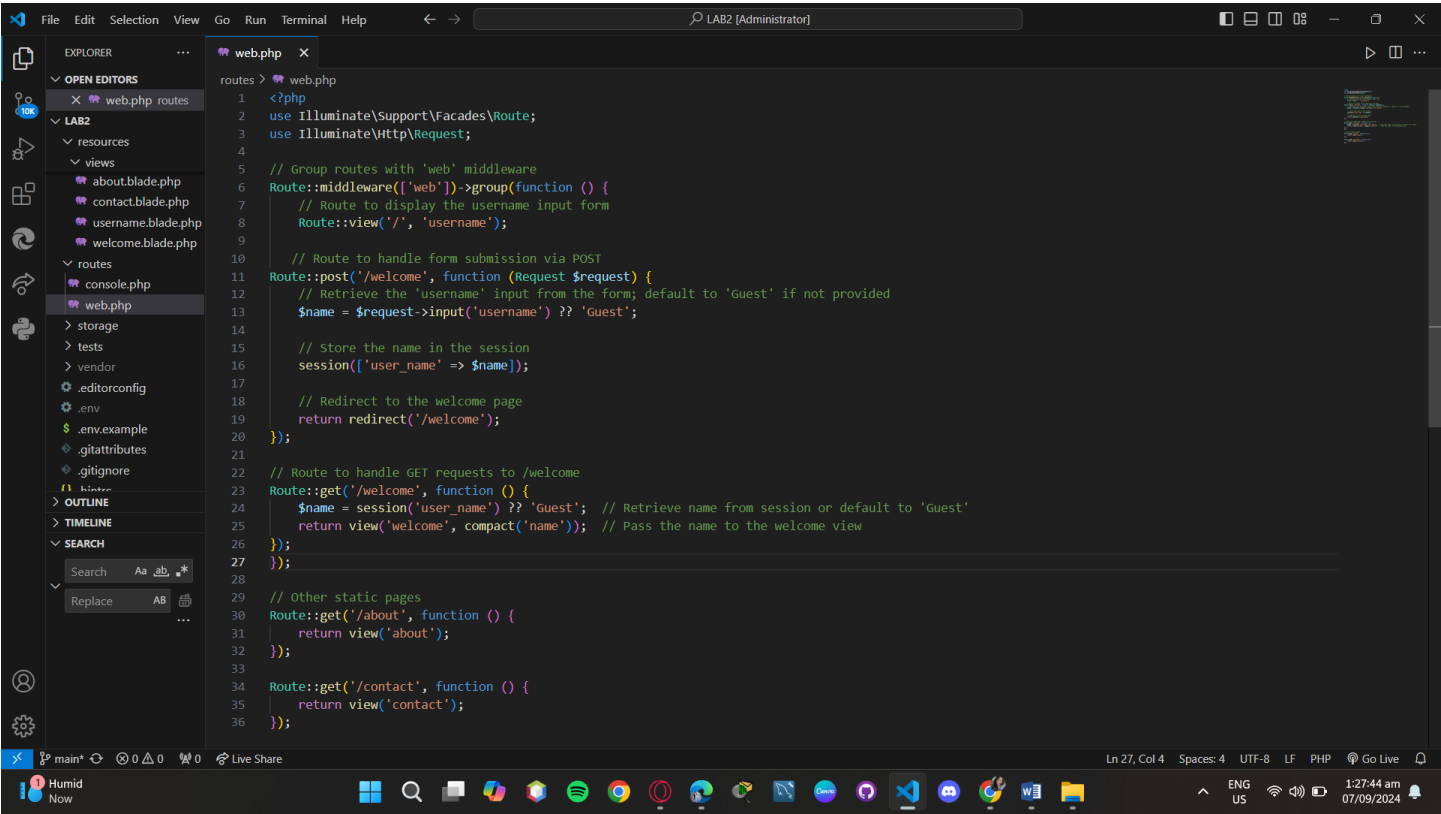 File Edit Selection View Go Run Terminal Help LAB2 [Administrator]
EXPLORER
OPEN EDITORS
web.php routes
10K
LAB2
resources
views
about.blade.php
contact.blade.php
username.blade.php
welcome.blade.php
routes
console.php
web.php
storage
tests
vendor
.editorconfig
.env
.env.example
.gitattributes
.gitignore
OUTLINE
TIMELINE
SEARCH
Search Aa ab
Replace AB
web.php
routes > web.php
1 <?php
2 use Illuminate\Support\Facades\Route;
3 use Illuminate\Http\Request;
4
5 // Group routes with 'web' middleware
6 Route::middleware(['web'])->group(function () {
7 // Route to display the username input form
8 Route::view('/', 'username');
9
10 // Route to handle form submission via POST
11 Route::post('/welcome', function (Request $request) {
12 // Retrieve the 'username' input from the form; default to 'Guest' if not provided
13 $name = $request->input('username') ?? 'Guest';
14
15 // Store the name in the session
16 session(['user_name' => $name]);
17
18 // Redirect to the welcome page
19 return redirect('/welcome');
20 });
21
22 // Route to handle GET requests to /welcome
23 Route::get('/welcome', function () {
24 $name = session('user_name') ?? 'Guest'; // Retrieve name from session or default to 'Guest'
25 return view('welcome', compact('name')); // Pass the name to the welcome view
26 });
27 });
28
29 // Other static pages
30 Route::get('/about', function () {
31 return view('about');
32 });
33
34 Route::get('/contact', function () {
35 return view('contact');
36 });
main* 0 0 0 Live Share Ln 27, Col 4 Spaces: 4 UTF-8 LF PHP Go Live
1 Humid
Now
Canva
ENG
US
1:27:44 am
07/09/2024